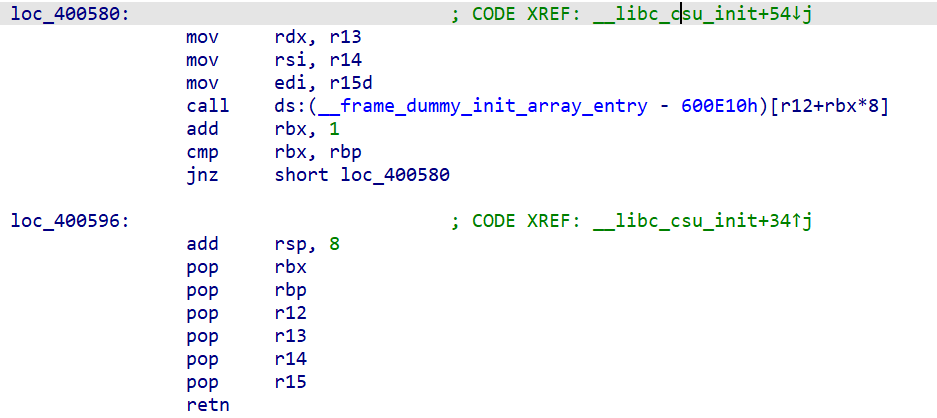 loc_400580: ; CODE XREF: __libc_csu_init+54↓j
mov rdx, r13
mov rsi, r14
mov edi, r15d
call ds:(__frame_dummy_init_array_entry - 600E10h)[r12+rbx*8]
add rbx, 1
cmp rbx, rbp
jnz short loc_400580
loc_400596: ; CODE XREF: __libc_csu_init+34↑j
add rsp, 8
pop rbx
pop rbp
pop r12
pop r13
pop r14
pop r15
retn